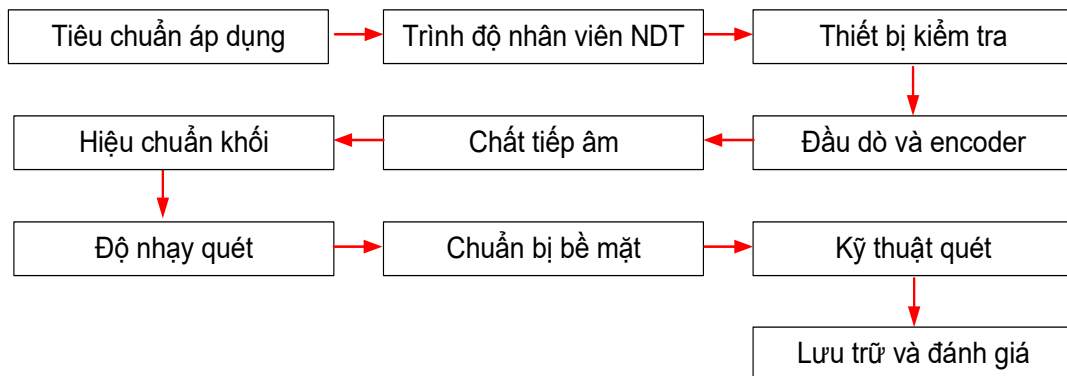 Tiêu chuẩn áp dụng
Trình độ nhân viên NDT
Thiết bị kiểm tra
Đầu dò và encoder
Chất tiếp âm
Hiệu chuẩn khối
Độ nhạy quét
Chuẩn bị bề mặt
Kỹ thuật quét
Lưu trữ và đánh giá